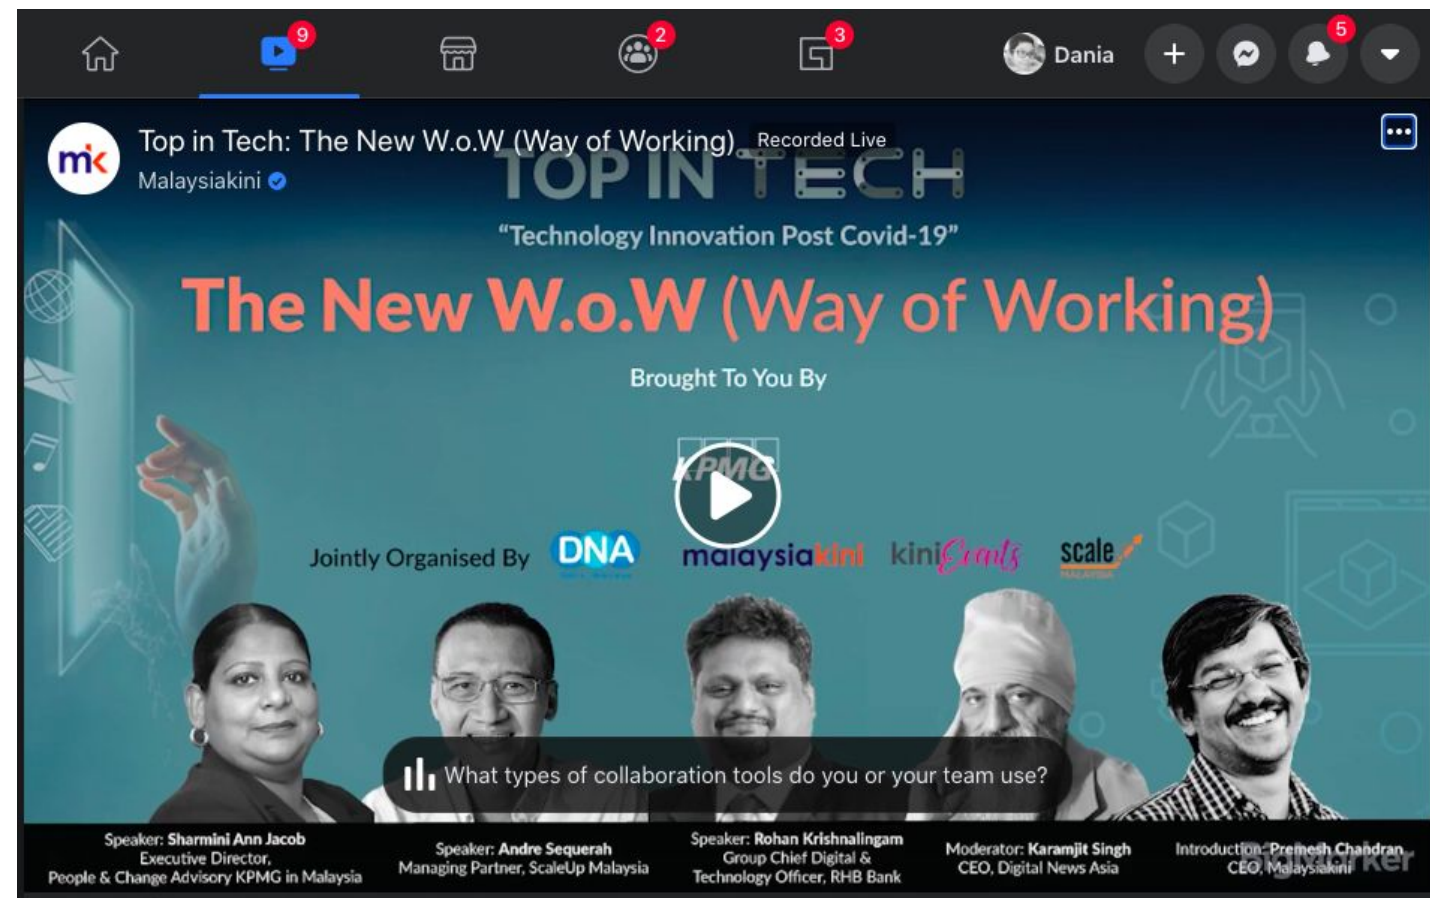 9
2
3
Dania
5
Top in Tech: The New W.o.W (Way of Working) Recorded Live
mk
Malaysiakini
TOP IN TECH
“Technology Innovation Post Covid-19”
The New W.o.W (Way of Working)
Brought To You By
KPMG
Jointly Organised By DNA malaysiakini kiniEvents scale
MALAYSIA
What types of collaboration tools do you or your team use?
Speaker: Sharmini Ann Jacob
Executive Director,
People & Change Advisory KPMG in Malaysia
Speaker: Andre Sequerah
Managing Partner, ScaleUp Malaysia
Speaker: Rohan Krishnalingam
Group Chief Digital &
Technology Officer, RHB Bank
Moderator: Karamjit Singh
CEO, Digital News Asia
Introduction: Premesh Chandran
CEO, Malaysiakini